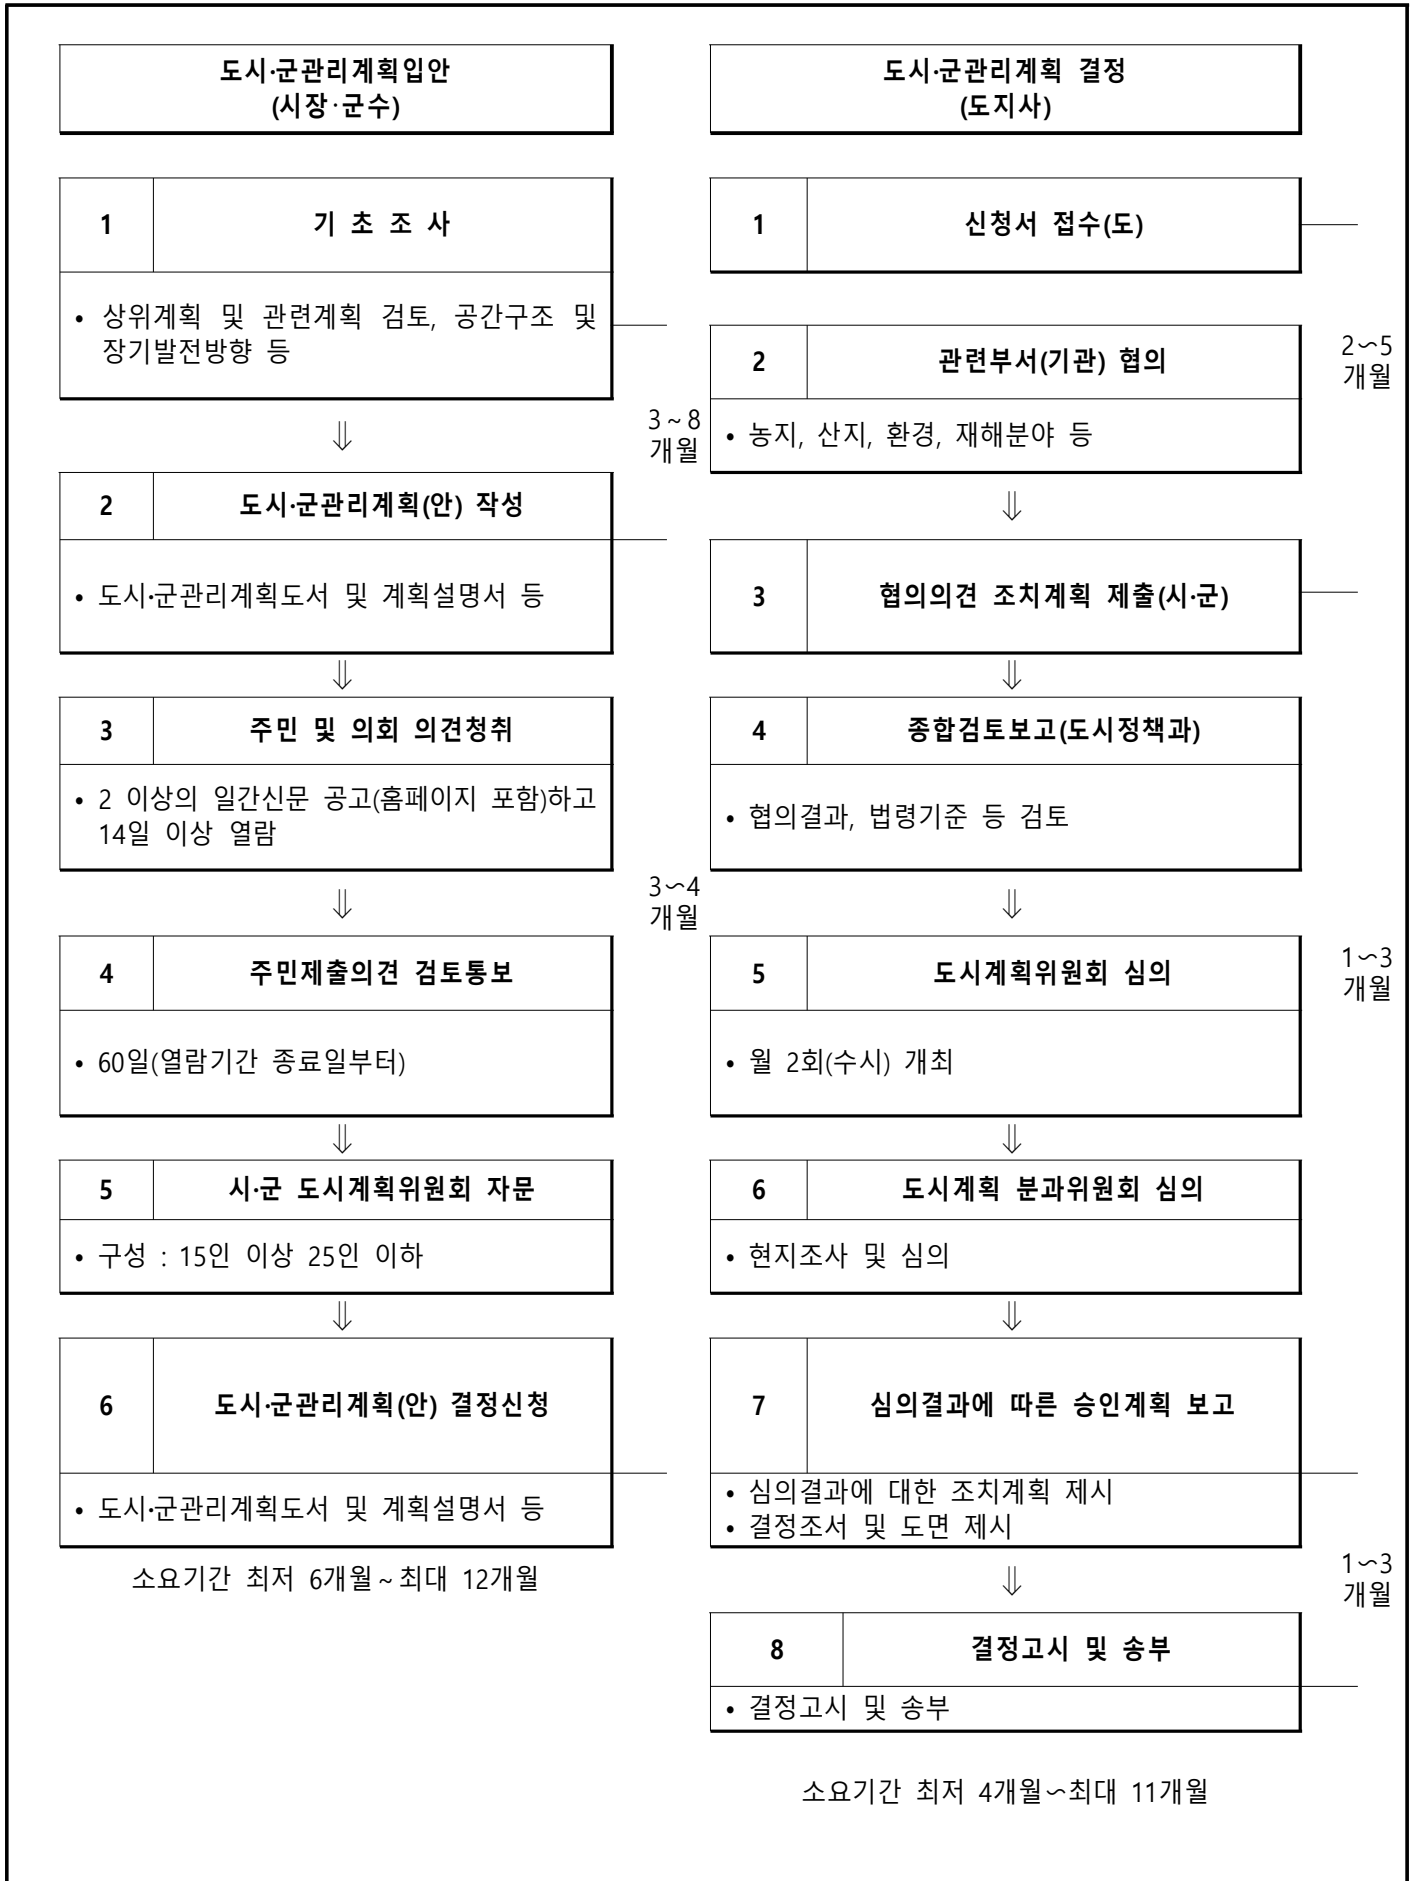 도시·군관리계획입안
(시장·군수)
1
기 초 조 사
• 상위계획 및 관련계획 검토, 공간구조 및
장기발전방향 등
⇓
3~8
개월
2
도시·군관리계획(안) 작성
• 도시·군관리계획도서 및 계획설명서 등
⇓
3
주민 및 의회 의견청취
• 2 이상의 일간신문 공고(홈페이지 포함)하고
14일 이상 열람
⇓
3∽4
개월
4
주민제출의견 검토통보
• 60일(열람기간 종료일부터)
⇓
5
시·군 도시계획위원회 자문
• 구성 : 15인 이상 25인 이하
⇓
6
도시·군관리계획(안) 결정신청
• 도시·군관리계획도서 및 계획설명서 등
소요기간 최저 6개월~최대 12개월
도시·군관리계획 결정
(도지사)
1
신청서 접수(도)
2
관련부서(기관) 협의
2∽5
개월
• 농지, 산지, 환경, 재해분야 등
⇓
3
협의의견 조치계획 제출(시·군)
⇓
4
종합검토보고(도시정책과)
• 협의결과, 법령기준 등 검토
⇓
5
도시계획위원회 심의
1∽3
개월
• 월 2회(수시) 개최
⇓
6
도시계획 분과위원회 심의
• 현지조사 및 심의
⇓
7
심의결과에 따른 승인계획 보고
• 심의결과에 대한 조치계획 제시
• 결정조서 및 도면 제시
⇓
1∽3
개월
8
결정고시 및 송부
• 결정고시 및 송부
소요기간 최저 4개월∽최대 11개월